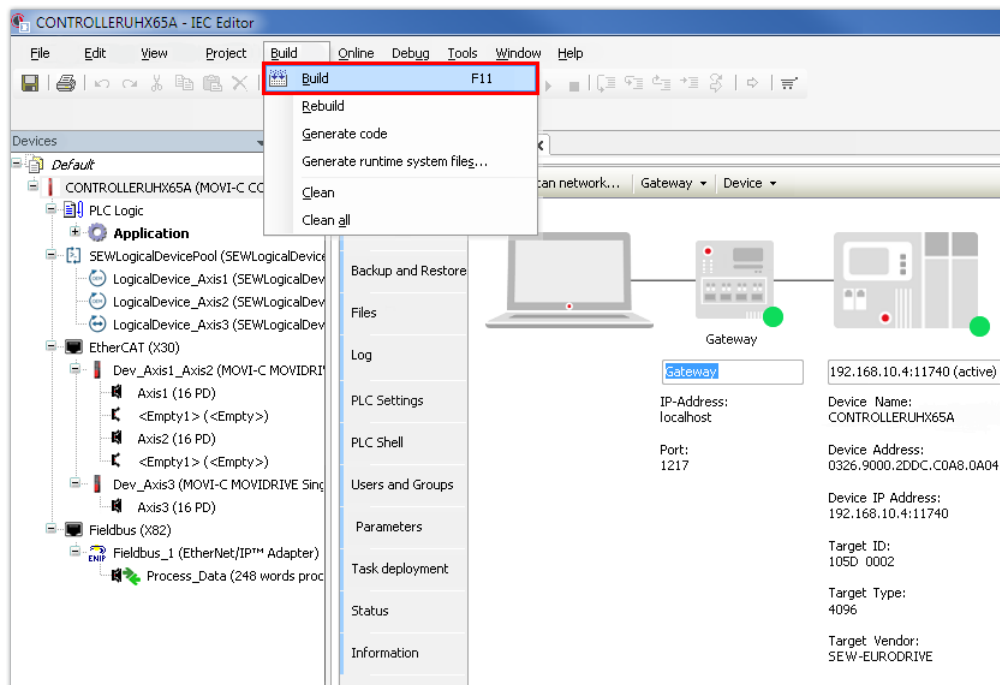 CONTROLLERUHX65A - IEC Editor
File Edit View Project Build Online Debug Tools Window Help
Build F11
Rebuild
Generate code
Generate runtime system files...
Clean
Clean all
Devices
Default
CONTROLLERUHX65A (MOVI-C CC
PLC Logic
Application
SEWLogicalDevicePool (SEWLogicalDevice
LogicalDevice_Axis1 (SEWLogicalDev
LogicalDevice_Axis2 (SEWLogicalDev
LogicalDevice_Axis3 (SEWLogicalDev
EtherCAT (X30)
Dev_Axis1_Axis2 (MOVI-C MOVIDRI
Axis1 (16 PD)
<Empty1> (<Empty>)
Axis2 (16 PD)
<Empty1> (<Empty>)
Dev_Axis3 (MOVI-C MOVIDRIVE Sing
Axis3 (16 PD)
Fieldbus (X82)
ENIP
Fieldbus_1 (EtherNet/IP™ Adapter)
Process_Data (248 words proc
can network... Gateway Device
Backup and Restore
Files
Log
PLC Settings
PLC Shell
Users and Groups
Parameters
Task deployment
Status
Information
Gateway
Gateway
IP-Address:
localhost
Port:
1217
192.168.10.4:11740 (active)
Device Name:
CONTROLLERUHX65A
Device Address:
0326.9000.2DDC.C0A8.0A04
Device IP Address:
192.168.10.4:11740
Target ID:
105D 0002
Target Type:
4096
Target Vendor:
SEW-EURODRIVE